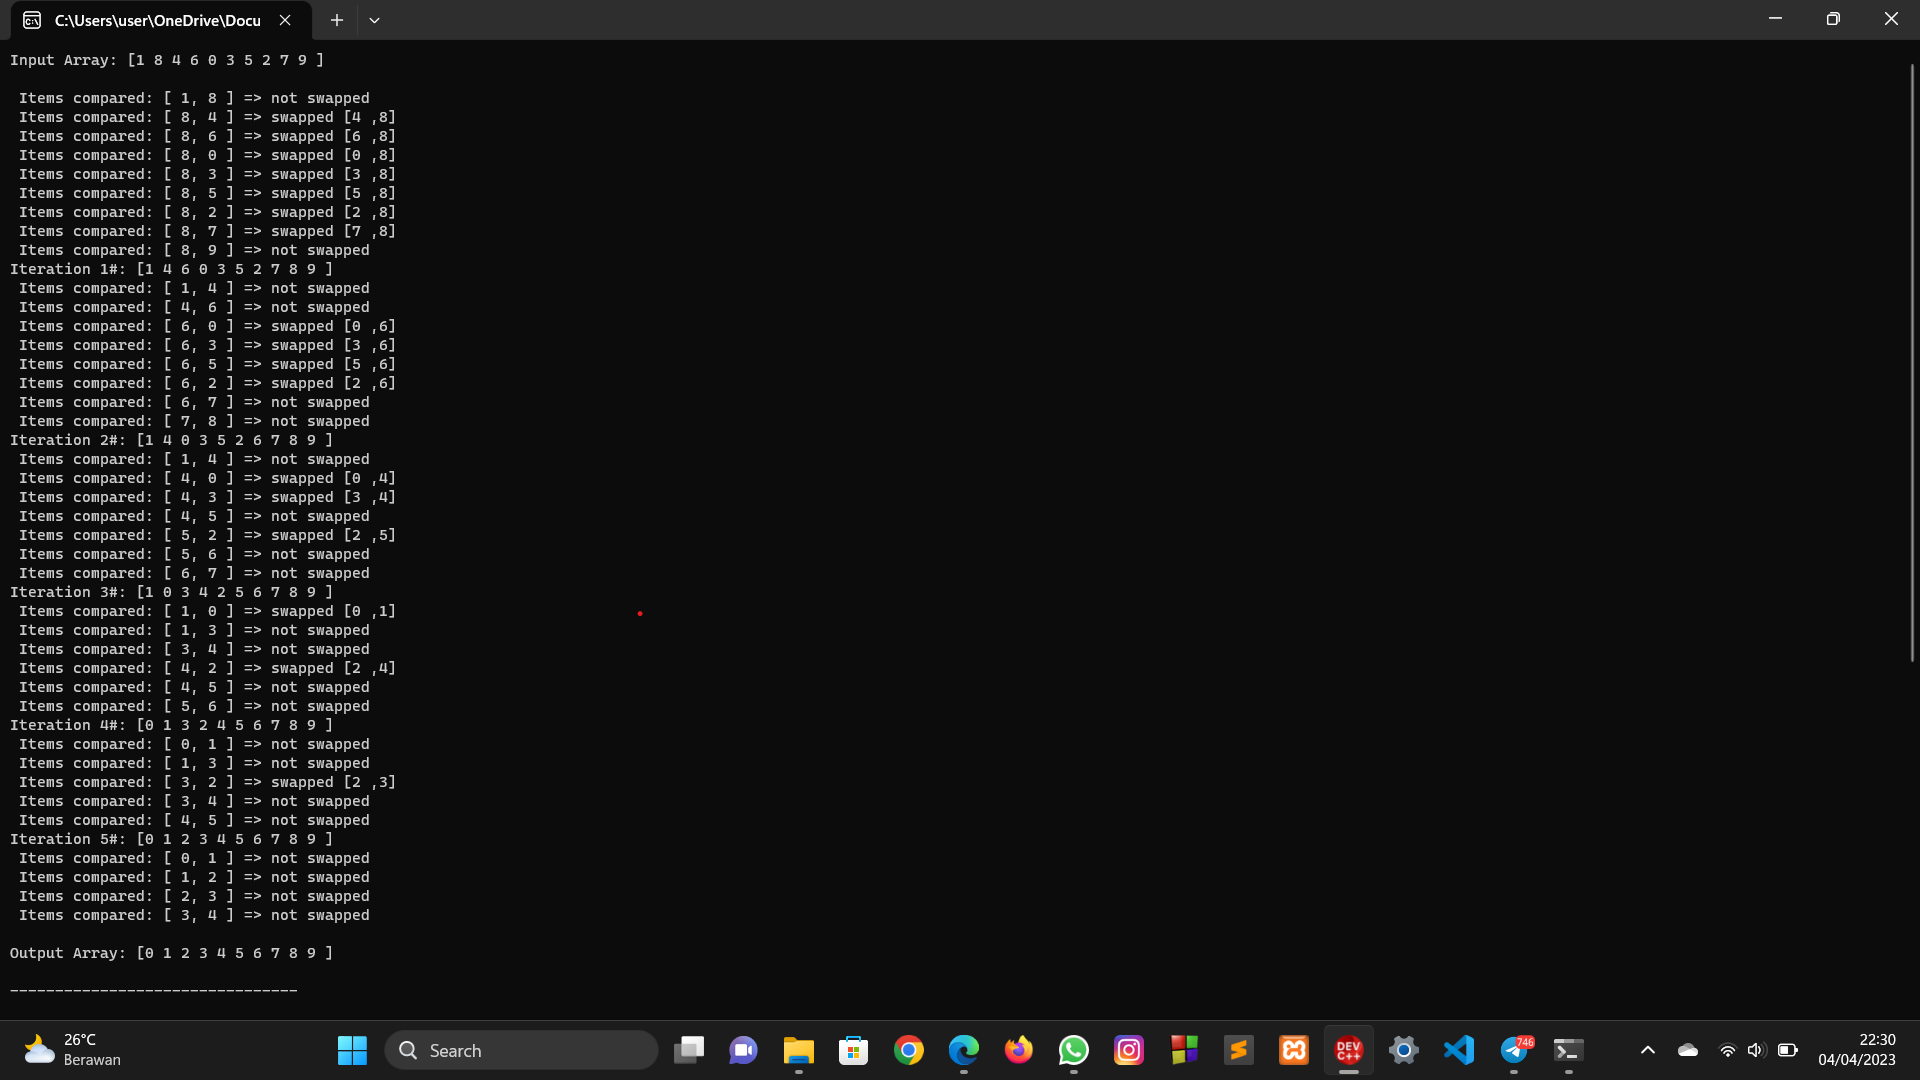 C:\Users\user\OneDrive\Docu
Input Array: [1 8 4 6 0 3 5 2 7 9 ]
Items compared: [ 1, 8 ] => not swapped
Items compared: [ 8, 4 ] => swapped [4 ,8]
Items compared: [ 8, 6 ] => swapped [6 ,8]
Items compared: [ 8, 0 ] => swapped [0 ,8]
Items compared: [ 8, 3 ] => swapped [3 ,8]
Items compared: [ 8, 5 ] => swapped [5 ,8]
Items compared: [ 8, 2 ] => swapped [2 ,8]
Items compared: [ 8, 7 ] => swapped [7 ,8]
Items compared: [ 8, 9 ] => not swapped
Iteration 1#: [1 4 6 0 3 5 2 7 8 9 ]
Items compared: [ 1, 4 ] => not swapped
Items compared: [ 4, 6 ] => not swapped
Items compared: [ 6, 0 ] => swapped [0 ,6]
Items compared: [ 6, 3 ] => swapped [3 ,6]
Items compared: [ 6, 5 ] => swapped [5 ,6]
Items compared: [ 6, 2 ] => swapped [2 ,6]
Items compared: [ 6, 7 ] => not swapped
Items compared: [ 7, 8 ] => not swapped
Iteration 2#: [1 4 0 3 5 2 6 7 8 9 ]
Items compared: [ 1, 4 ] => not swapped
Items compared: [ 4, 0 ] => swapped [0 ,4]
Items compared: [ 4, 3 ] => swapped [3 ,4]
Items compared: [ 4, 5 ] => not swapped
Items compared: [ 5, 2 ] => swapped [2 ,5]
Items compared: [ 5, 6 ] => not swapped
Items compared: [ 6, 7 ] => not swapped
Iteration 3#: [1 0 3 4 2 5 6 7 8 9 ]
Items compared: [ 1, 0 ] => swapped [0 ,1]
Items compared: [ 1, 3 ] => not swapped
Items compared: [ 3, 4 ] => not swapped
Items compared: [ 4, 2 ] => swapped [2 ,4]
Items compared: [ 4, 5 ] => not swapped
Items compared: [ 5, 6 ] => not swapped
Iteration 4#: [0 1 3 2 4 5 6 7 8 9 ]
Items compared: [ 0, 1 ] => not swapped
Items compared: [ 1, 3 ] => not swapped
Items compared: [ 3, 2 ] => swapped [2 ,3]
Items compared: [ 3, 4 ] => not swapped
Items compared: [ 4, 5 ] => not swapped
Iteration 5#: [0 1 2 3 4 5 6 7 8 9 ]
Items compared: [ 0, 1 ] => not swapped
Items compared: [ 1, 2 ] => not swapped
Items compared: [ 2, 3 ] => not swapped
Items compared: [ 3, 4 ] => not swapped
Output Array: [0 1 2 3 4 5 6 7 8 9 ]
--------------------------------
26°C
Berawan
Search
DEV
C++
746
22:30
04/04/2023